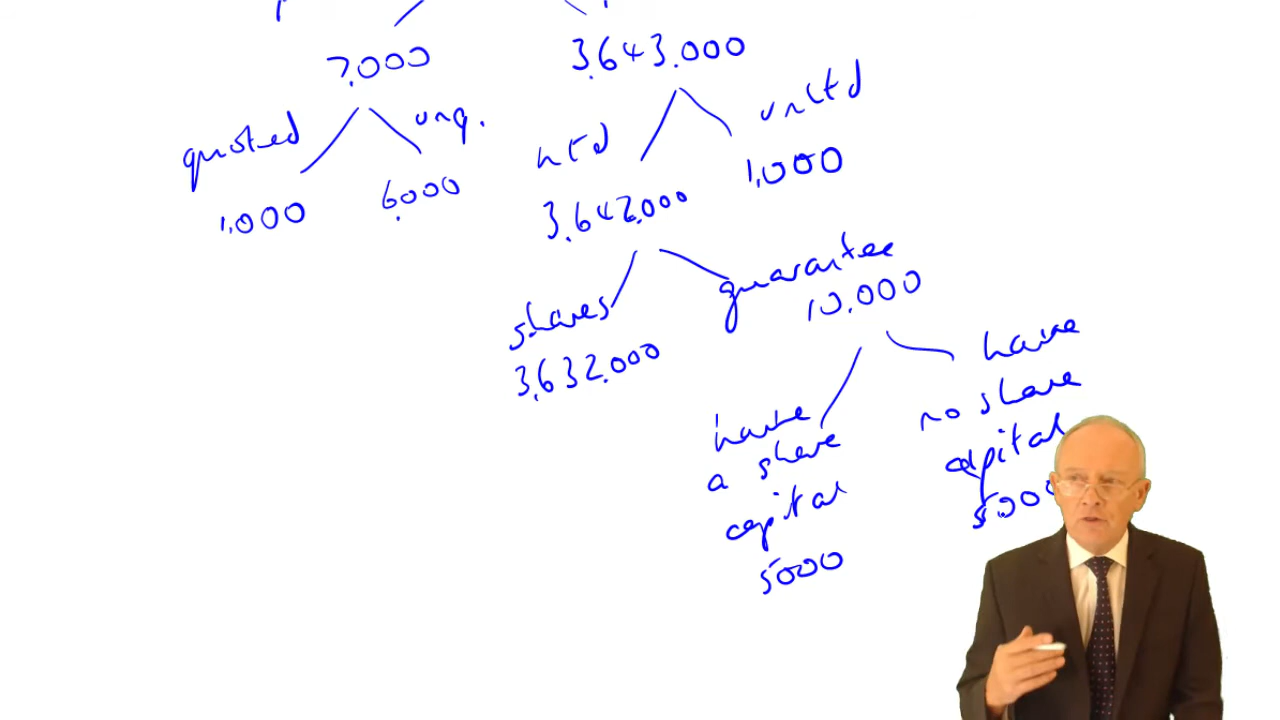 7.000
3.643.000
quoted
unq.
ltd
unltd
1.000
6.000
3.642.000
1.000
shares
guarantee
3.632.000
10.000
have
a share
capital
5000
have
no share
capital